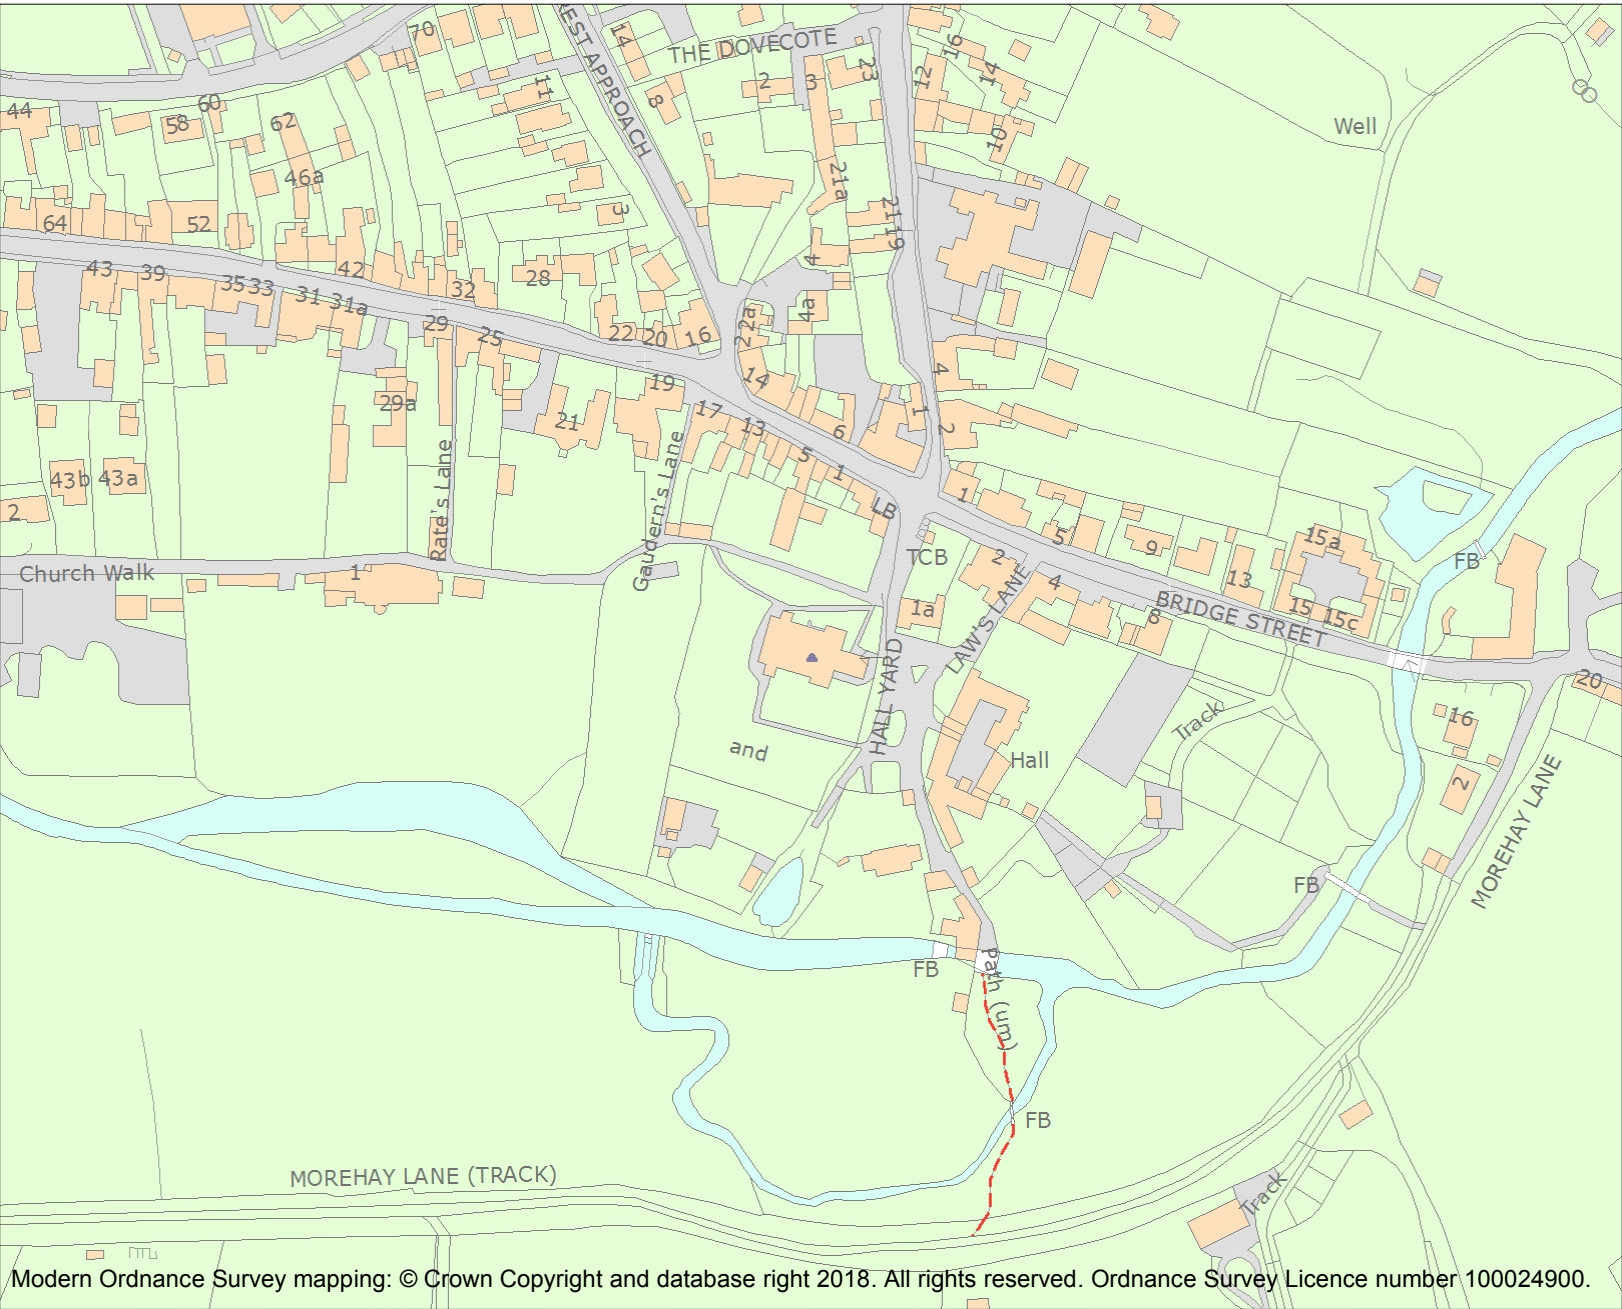 70
EST APPROACH
14
THE DOVECOTE
23
16
12
14
11
8
2
3
44
60
58
62
10
Well
46a
21a
3
64
52
21
19
4
43
39
35
33
42
31
31a
32
28
29
25
22
20
16
22a
4a
14
4
19
29a
21
17
13
6
1
2
5
1
43b
43a
2
Rate's Lane
Gaudern's Lane
LB
1
5
9
15a
FB
TCB
2
4
13
15
15c
Church Walk
1
1a
8
BRIDGE STREET
LAW'S LANE
HALL YARD
20
Track
16
and
Hall
2
MOREHAY LANE
FB
FB
Path (um)
FB
MOREHAY LANE (TRACK)
Track
Modern Ordnance Survey mapping: © Crown Copyright and database right 2018. All rights reserved. Ordnance Survey Licence number 100024900.